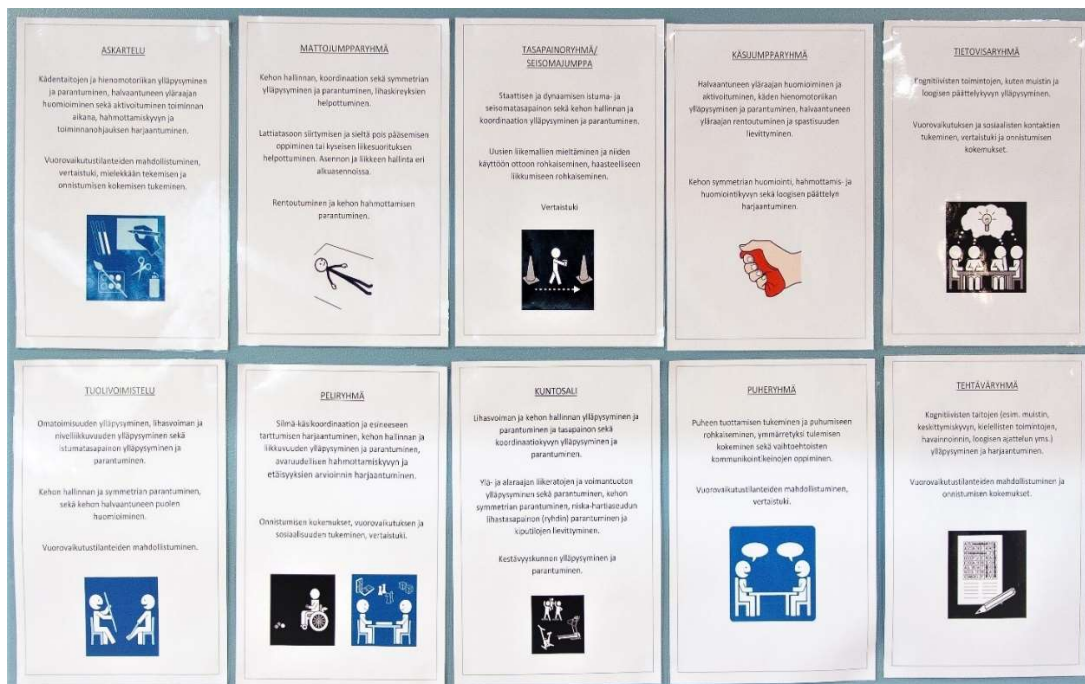 ASKARTELU
Kädentaitojen ja hienomotoriikan ylläpysyminen
ja parantuminen, halvaantuneen yläraajan
huomioiminen sekä aktivoituminen toiminnan
aikana, hahmottamiskyvyn ja
toiminnanohjauksen harjaantuminen.
Vuorovaikutustilanteiden mahdollistuminen,
vertaistuki, mielekkään tekemisen ja
onnistumisen kokemisen tukeminen.
MATTOJUMPPARYHMÄ
Kehon hallinnan, koordinaation sekä symmetrian
ylläpysyminen ja parantuminen, lihaskireyksien
helpottuminen.
Lattiatasoon siirtymisen ja sieltä pois pääsemisen
oppiminen tai kyseisen liikesuorituksen
helpottuminen. Asennon ja liikkeen hallinta eri
alkuasennoissa.
Rentoutuminen ja kehon hahmottamisen
parantuminen.
TASAPAINORYHMÄ/
SEISOMAJUMPPA
Staattisen ja dynaamisen istuma- ja
seisomatasapainon sekä kehon hallinnan ja
koordinaation ylläpysyminen ja parantuminen.
Uusien liikemallien mieltäminen ja niiden
käyttöön ottoon rohkaiseminen, haasteelliseen
liikkumiseen rohkaiseminen.
Vertaistuki
KÄSIJUMPPARYHMÄ
Halvaantuneen yläraajan huomioiminen ja
aktivoituminen, käden hienomotoriikan
ylläpysyminen ja parantuminen, halvaantuneen
yläraajan rentoutuminen ja spastisuuden
lievittyminen.
Kehon symmetrian huomiointi, hahmottamis- ja
huomiointikyvyn sekä loogisen päättelyn
harjaantuminen.
TIETOVISARYHMÄ
Kognitiivisten toimintojen, kuten muistin ja
loogisen päättelykyvyn ylläpysyminen.
Vuorovaikutuksen ja sosiaalisten kontaktien
tukeminen, vertaistuki ja onnistumisen
kokemukset.
TUOLIVOIMISTELU
Omatoimisuuden ylläpysyminen, lihasvoiman ja
nivelliikkuvuuden ylläpysyminen sekä
istumatasapainon ylläpysyminen ja
parantuminen.
Kehon hallinnan ja symmetrian parantuminen,
sekä kehon halvaantuneen puolen
huomioiminen.
Vuorovaikutustilanteiden mahdollistuminen.
PELIRYHMÄ
Silmä-käsikoordinaation ja esineeseen
tarttumisen harjaantuminen, kehon hallinnan ja
liikkuvuuden ylläpysyminen ja parantuminen,
avaruudellisen hahmottamiskyvyn ja
etäisyyksien arvioinnin harjaantuminen.
Onnistumisen kokemukset, vuorovaikutuksen ja
sosiaalisuuden tukeminen, vertaistuki.
KUNTOSALI
Lihasvoiman ja kehon hallinnan ylläpysyminen ja
parantuminen ja tasapainon sekä
koordinaatiokyvyn ylläpysyminen ja
parantuminen.
Ylä- ja alaraajan liikeratojen ja voimantuoton
ylläpysyminen sekä parantuminen, kehon
symmetrian parantuminen, niska-hartiaseudun
lihastasapainon (ryhdin) parantuminen ja
kiputilojen lievittyminen.
Kestävyyskunnon ylläpysyminen ja
parantuminen.
PUHERYHMÄ
Puheen tuottamisen tukeminen ja puhumiseen
rohkaiseminen, ymmärretyksi tulemisen
kokeminen sekä vaihtoehtoisten
kommunikointikeinojen oppiminen.
Vuorovaikutustilanteiden mahdollistuminen,
vertaistuki.
TEHTÄVÄRYHMÄ
Kognitiivisten taitojen (esim. muistin,
keskittymiskyvyn, kielellisten toimintojen,
havainnoinnin, loogisen ajattelun yms.)
ylläpysyminen ja harjaantuminen.
Vuorovaikutustilanteiden mahdollistuminen ja
onnistumisen kokemukset.